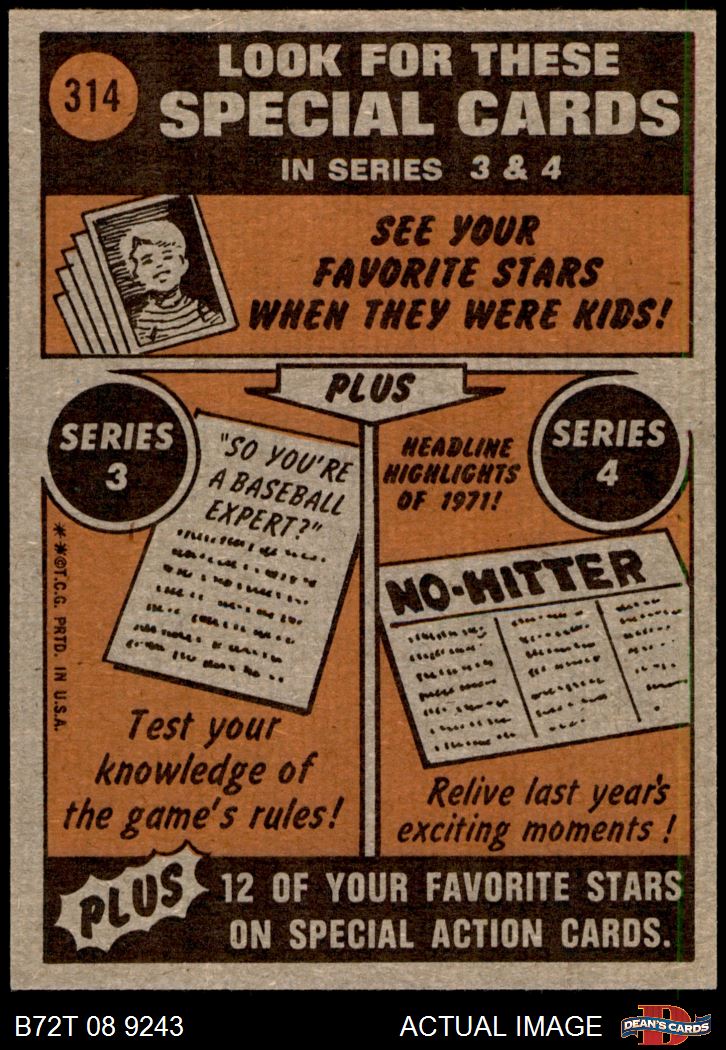 314
LOOK FOR THESE
SPECIAL CARDS
IN SERIES 3 & 4
SEE YOUR
FAVORITE STARS
WHEN THEY WERE KIDS!
PLUS
SERIES
3
"SO YOU'RE
A BASEBALL
EXPERT?"
Test your
knowledge of
the game's rules!
HEADLINE
HIGHLIGHTS
OF 1971!
SERIES
4
NO-HITTER
Relive last year's
exciting moments!
**©T.C.G. PRTD. IN U.S.A.
PLUS
12 OF YOUR FAVORITE STARS
ON SPECIAL ACTION CARDS.
B72T 08 9243
ACTUAL IMAGE
D
DEAN'S CARDS